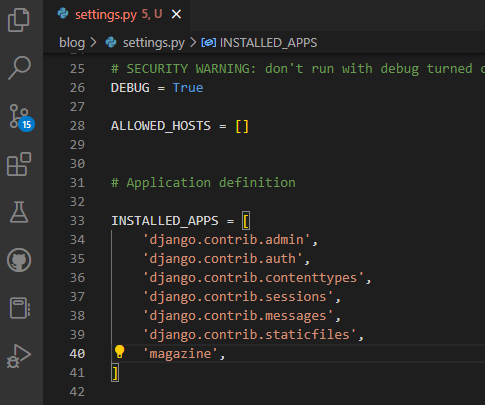 settings.py 5, U
blog > settings.py > INSTALLED_APPS
25 # SECURITY WARNING: don't run with debug turned
26 DEBUG = True
27
28 ALLOWED_HOSTS = []
29
30
31 # Application definition
32
33 INSTALLED_APPS = [
34 'django.contrib.admin',
35 'django.contrib.auth',
36 'django.contrib.contenttypes',
37 'django.contrib.sessions',
38 'django.contrib.messages',
39 'django.contrib.staticfiles',
40 'magazine',
41 ]
42
15